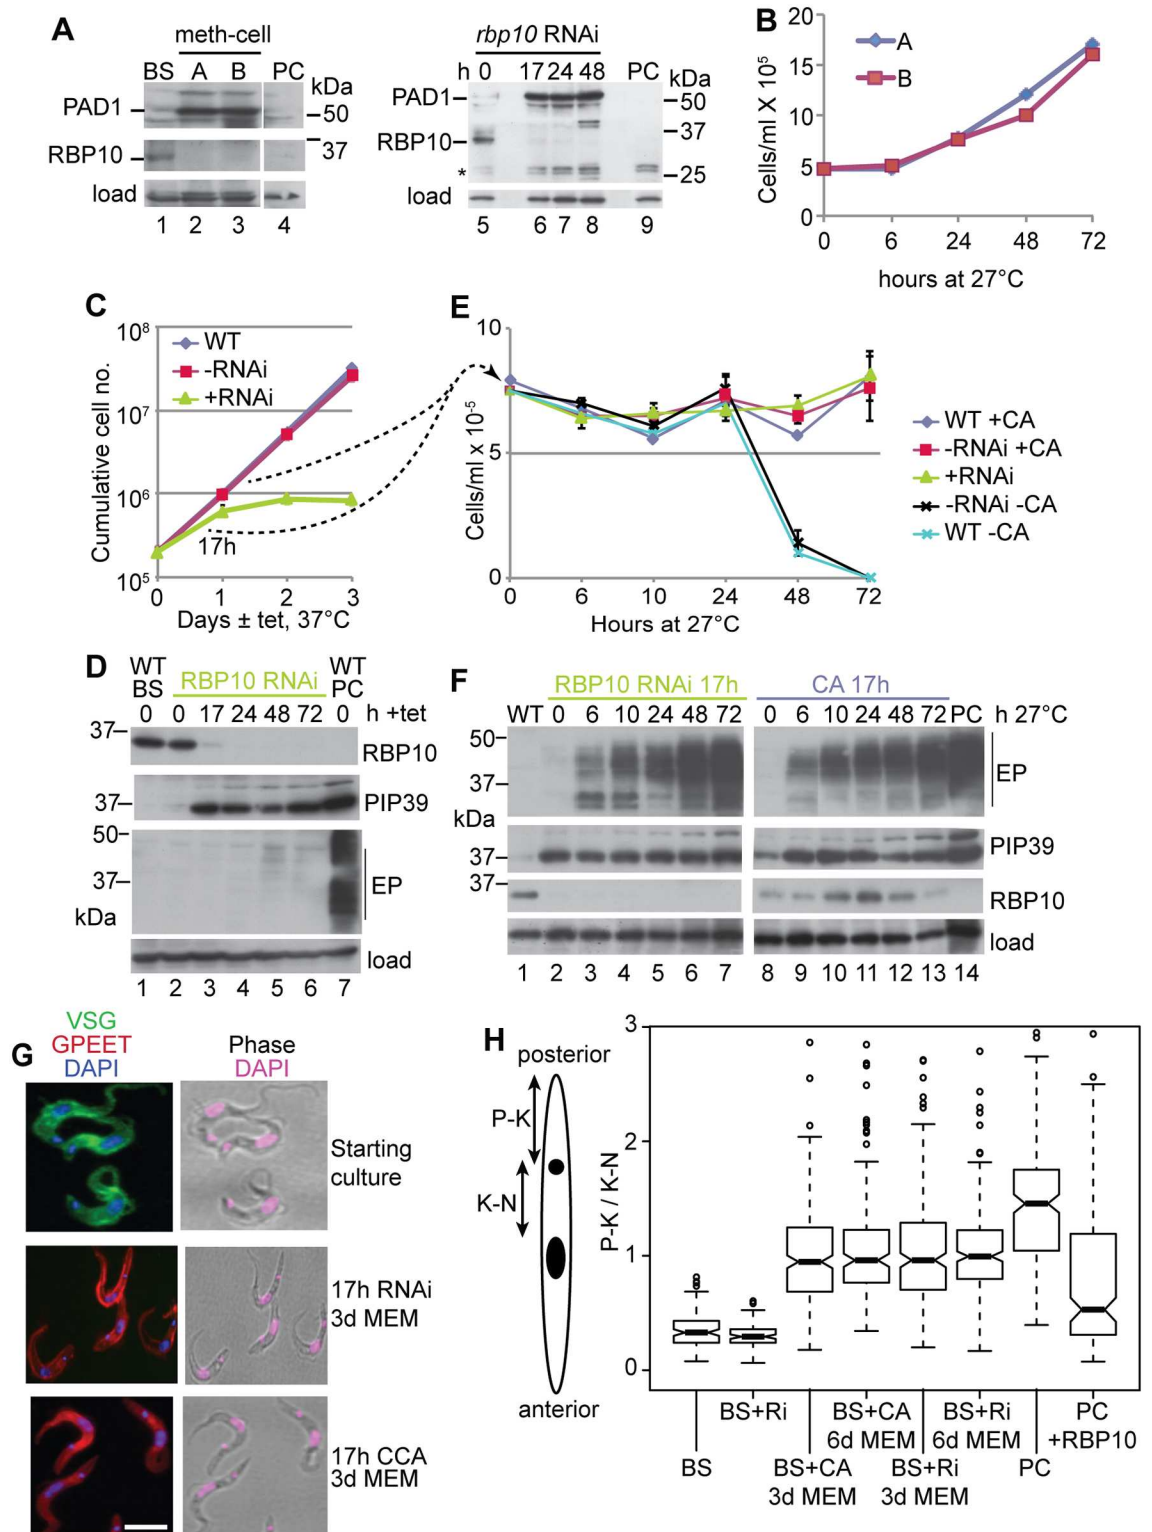 A
meth-cell
BS A B PC kDa
PAD1
50
RBP10
37
load
1 2 3 4
rbp10 RNAi
h 0 17 24 48 PC kDa
PAD1
50
37
RBP10
*
25
load
5 6 7 8 9
B
Cells/ml X 10⁵
20
15
10
5
0
A
B
0 6 24 48 72
hours at 27°C
C
Cumulative cell no.
10⁸
10⁷
10⁶
10⁵
WT
-RNAi
+RNAi
17h
0 1 2 3
Days ± tet, 37°C
E
Cells/ml x 10⁻⁵
10
5
0
WT +CA
-RNAi +CA
+RNAi
-RNAi -CA
WT -CA
0 6 10 24 48 72
Hours at 27°C
D
WT BS
RBP10 RNAi
WT PC
0 0 17 24 48 72 0 h +tet
37
RBP10
37
PIP39
50
37
EP
kDa
load
1 2 3 4 5 6 7
F
RBP10 RNAi 17h
CA 17h
WT 0 6 10 24 48 72 0 6 10 24 48 72 PC h 27°C
50
37
EP
kDa
37
PIP39
37
RBP10
load
1 2 3 4 5 6 7 8 9 10 11 12 13 14
G
VSG
GPEET
DAPI
Phase
DAPI
Starting
culture
17h RNAi
3d MEM
17h CCA
3d MEM
H
posterior
P-K
K-N
anterior
P-K / K-N
3
2
1
0
BS
BS+Ri
BS+CA
3d MEM
BS+CA
6d MEM
BS+Ri
3d MEM
BS+Ri
6d MEM
PC
PC
+RBP10